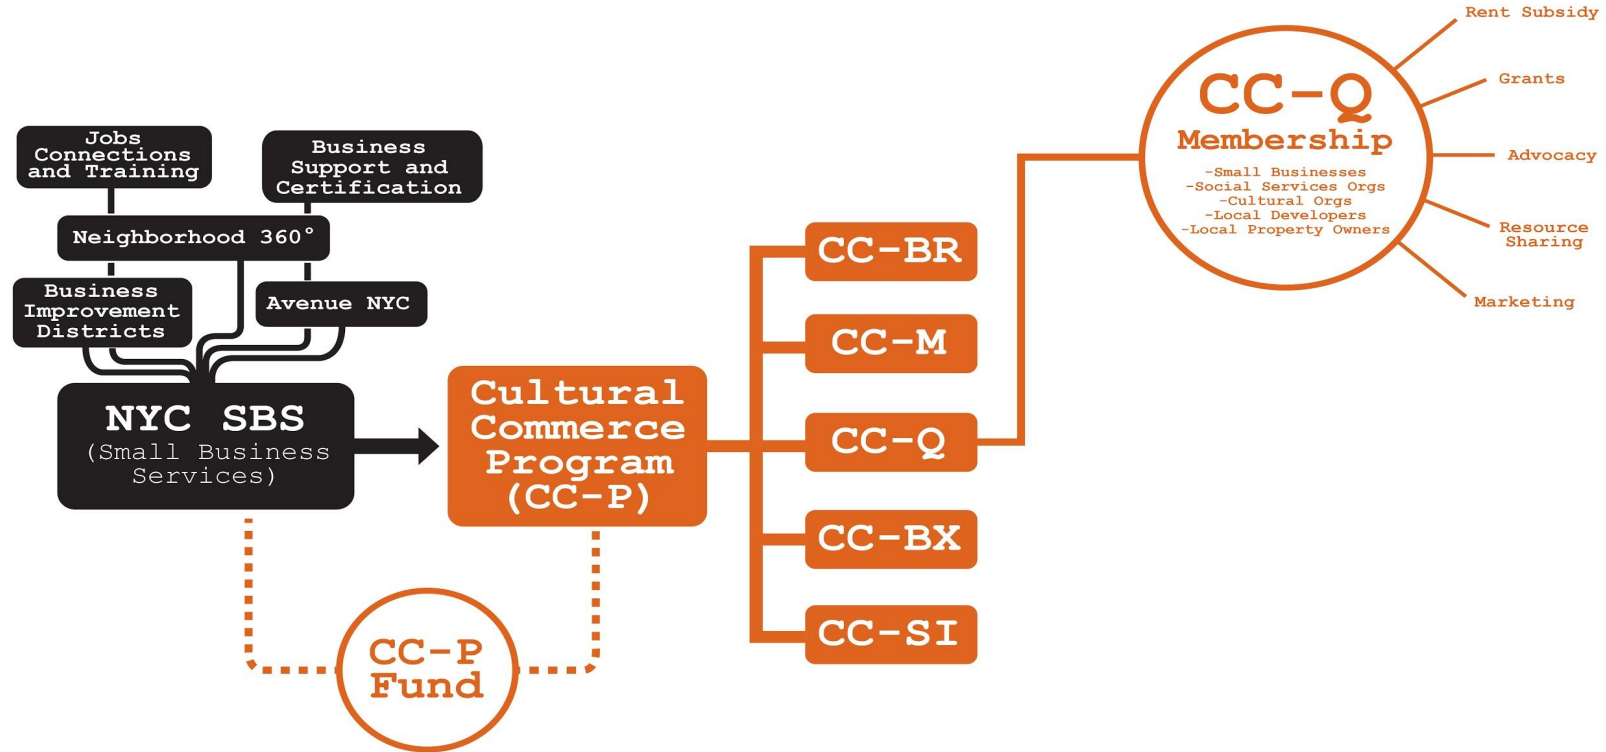 Jobs
Connections
and Training
Business
Support and
Certification
Neighborhood 360°
Business
Improvement
Districts
Avenue NYC
NYC SBS
(Small Business
Services)
Cultural
Commerce
Program
(CC-P)
CC-P
Fund
CC-BR
CC-M
CC-Q
CC-BX
CC-SI
CC-Q
Membership
-Small Businesses
-Social Services Orgs
-Cultural Orgs
-Local Developers
-Local Property Owners
Rent Subsidy
Grants
Advocacy
Resource
Sharing
Marketing